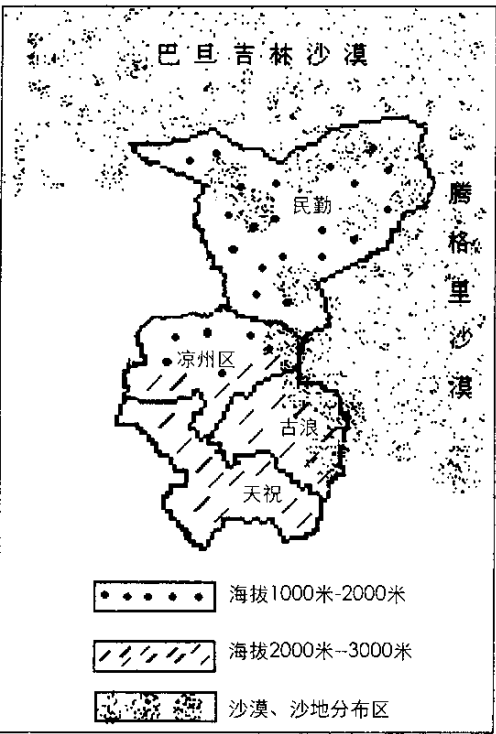 巴旦吉林沙漠
腾格里沙漠
民勤
凉州区
古浪
天祝
海拔1000米-2000米
海拔2000米--3000米
沙漠、沙地分布区